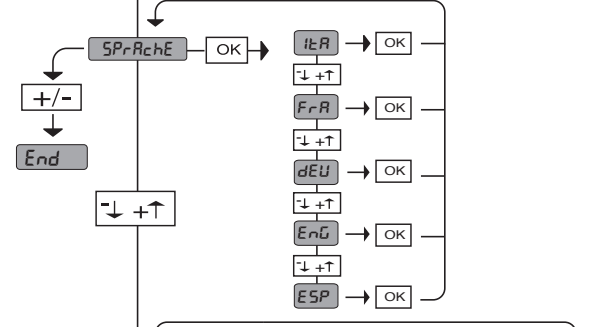 SPrAchE OK ItA OK
-↓ +↑
+/- FrA OK
-↓ +↑
End dEU OK
-↓ +↑ -↓ +↑
EnG OK
-↓ +↑
ESP OK